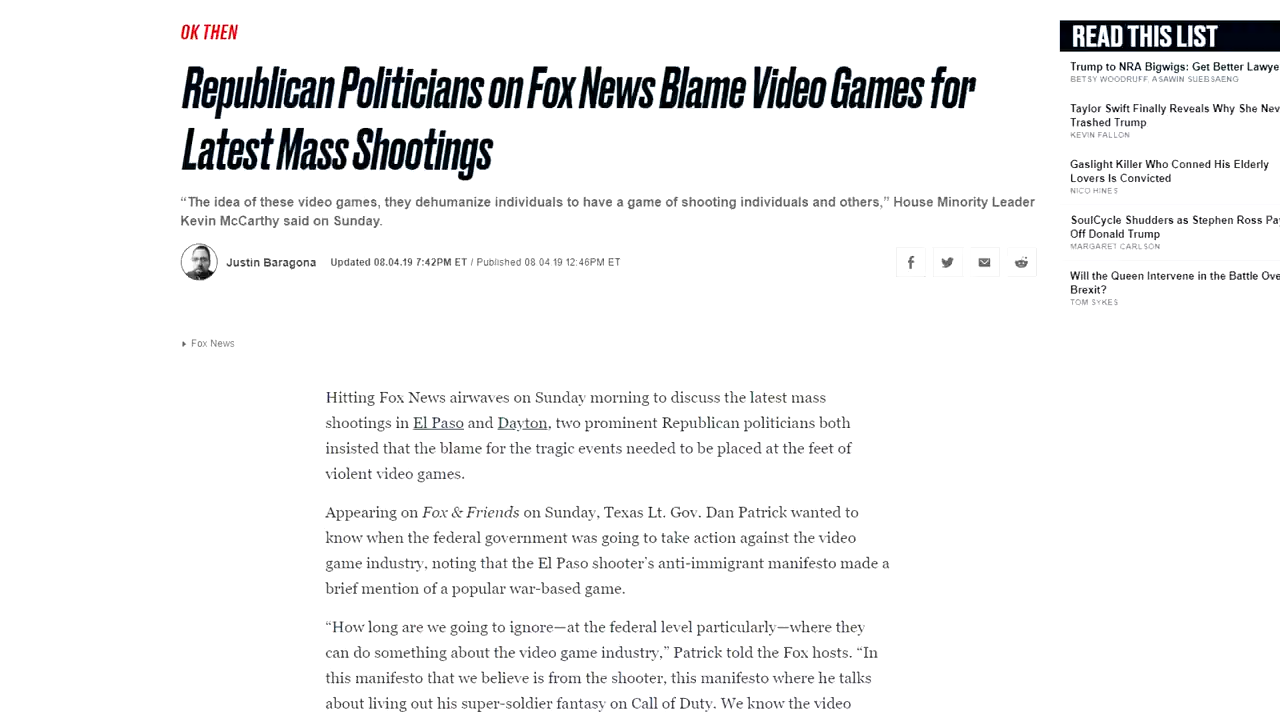 OK THEN
Republican Politicians on Fox News Blame Video Games for
Latest Mass Shootings
“The idea of these video games, they dehumanize individuals to have a game of shooting individuals and others,” House Minority Leader
Kevin McCarthy said on Sunday.
Justin Baragona Updated 08.04.19 7:42PM ET / Published 08.04.19 12:46PM ET
Fox News
Hitting Fox News airwaves on Sunday morning to discuss the latest mass
shootings in El Paso and Dayton, two prominent Republican politicians both
insisted that the blame for the tragic events needed to be placed at the feet of
violent video games.
Appearing on Fox & Friends on Sunday, Texas Lt. Gov. Dan Patrick wanted to
know when the federal government was going to take action against the video
game industry, noting that the El Paso shooter’s anti-immigrant manifesto made a
brief mention of a popular war-based game.
“How long are we going to ignore—at the federal level particularly—where they
can do something about the video game industry,” Patrick told the Fox hosts. “In
this manifesto that we believe is from the shooter, this manifesto where he talks
about living out his super-soldier fantasy on Call of Duty. We know the video
READ THIS LIST
Trump to NRA Bigwigs: Get Better Lawye
BETSY WOODRUFF, ASAWIN SUEBSAENG
Taylor Swift Finally Reveals Why She Nev
Trashed Trump
KEVIN FALLON
Gaslight Killer Who Conned His Elderly
Lovers Is Convicted
NICO HINES
SoulCycle Shudders as Stephen Ross Pa
Off Donald Trump
MARGARET CARLSON
Will the Queen Intervene in the Battle Ove
Brexit?
TOM SYKES